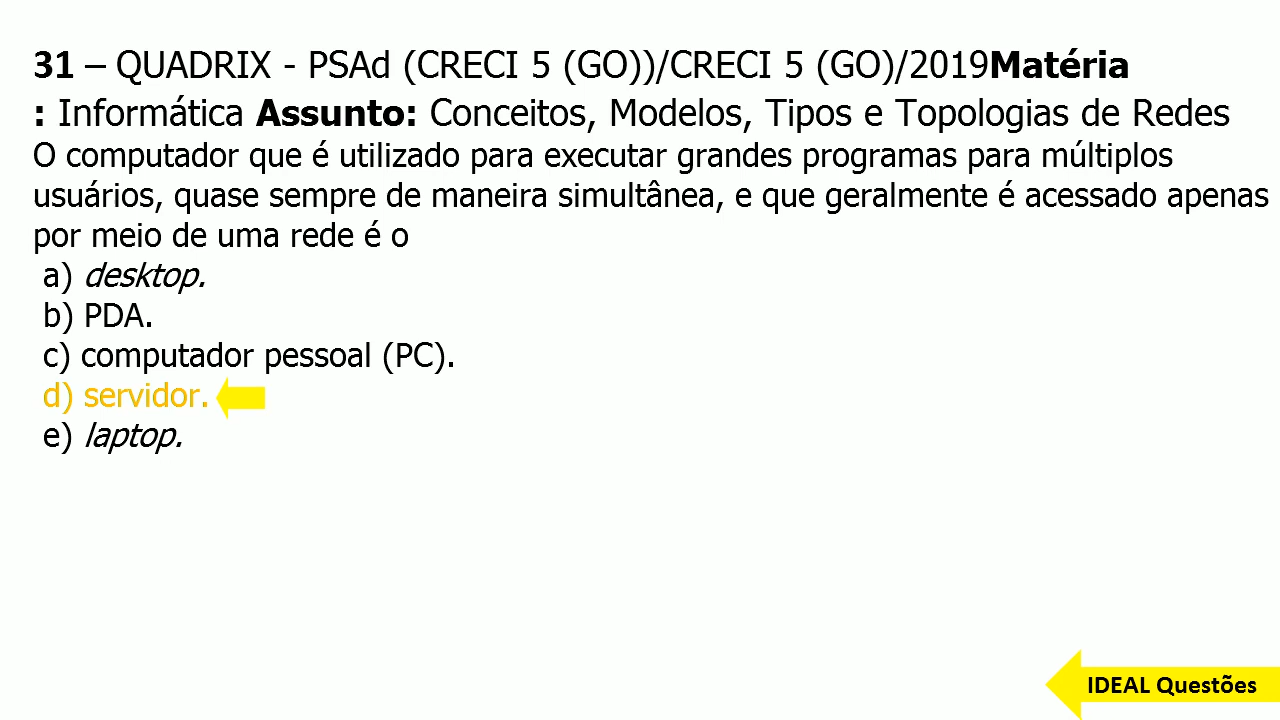 31 – QUADRIX - PSAd (CRECI 5 (GO))/CRECI 5 (GO)/2019Matéria
: Informática Assunto: Conceitos, Modelos, Tipos e Topologias de Redes
O computador que é utilizado para executar grandes programas para múltiplos
usuários, quase sempre de maneira simultânea, e que geralmente é acessado apenas
por meio de uma rede é o
a) desktop.
b) PDA.
c) computador pessoal (PC).
d) servidor.
e) laptop.
IDEAL Questões